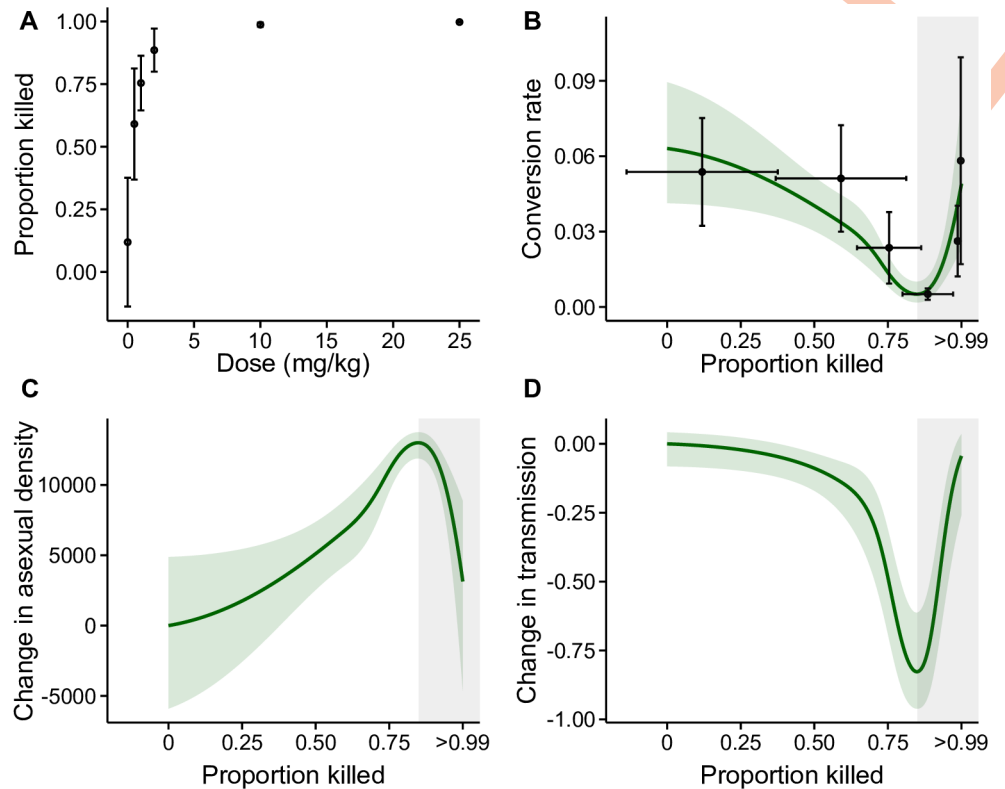 A
Proportion killed
1.00
0.75
0.50
0.25
0.00
0 5 10 15 20 25
Dose (mg/kg)
B
Conversion rate
0.09
0.06
0.03
0.00
0 0.25 0.50 0.75 >0.99
Proportion killed
C
Change in asexual density
10000
5000
0
-5000
0 0.25 0.50 0.75 >0.99
Proportion killed
D
Change in transmission
0.00
-0.25
-0.50
-0.75
-1.00
0 0.25 0.50 0.75 >0.99
Proportion killed